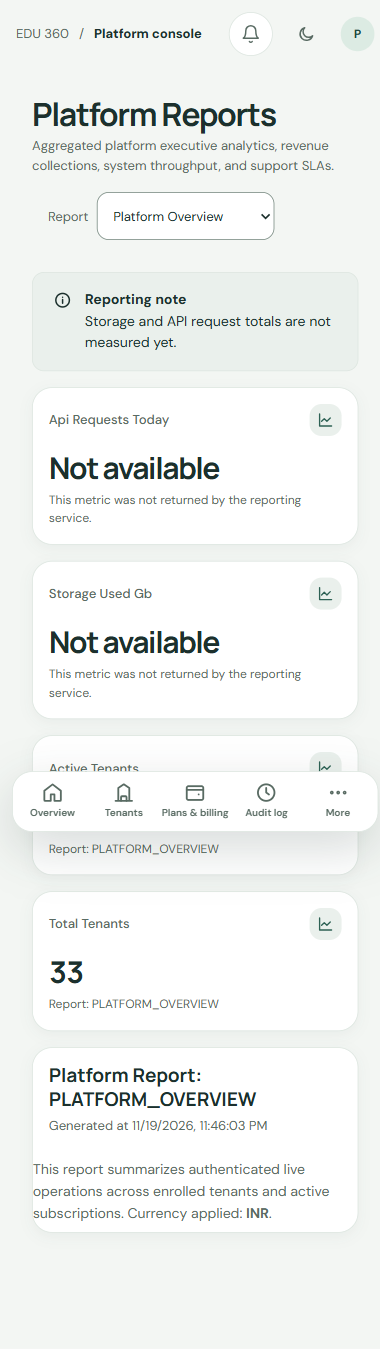 EDU 360 / Platform console
P
Platform Reports
Aggregated platform executive analytics, revenue
collections, system throughput, and support SLAs.
Report Platform Overview
Reporting note
Storage and API request totals are not
measured yet.
Api Requests Today
Not available
This metric was not returned by the reporting
service.
Storage Used Gb
Not available
This metric was not returned by the reporting
service.
Active Tenants
Overview Tenants Plans & billing Audit log More
Report: PLATFORM_OVERVIEW
Total Tenants
33
Report: PLATFORM_OVERVIEW
Platform Report:
PLATFORM_OVERVIEW
Generated at 11/19/2026, 11:46:03 PM
This report summarizes authenticated live
operations across enrolled tenants and active
subscriptions. Currency applied: INR.